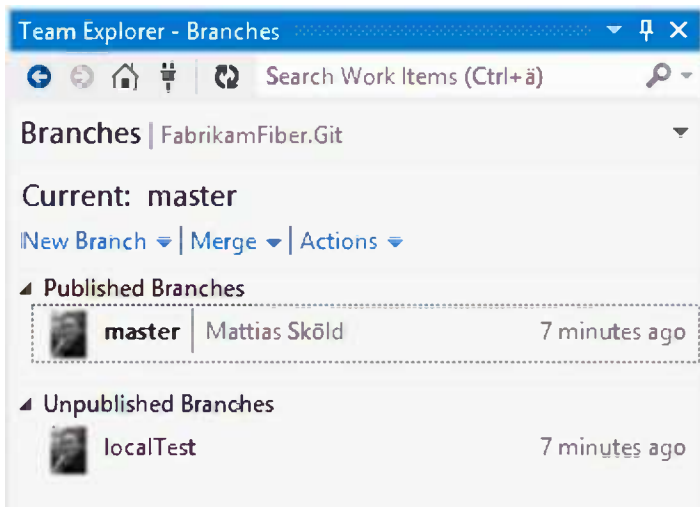 Team Explorer - Branches
Search Work Items (Ctrl+ä)
Branches | FabrikamFiber.Git
Current: master
New Branch | Merge | Actions
Published Branches
master | Mattias Sköld 7 minutes ago
Unpublished Branches
localTest 7 minutes ago